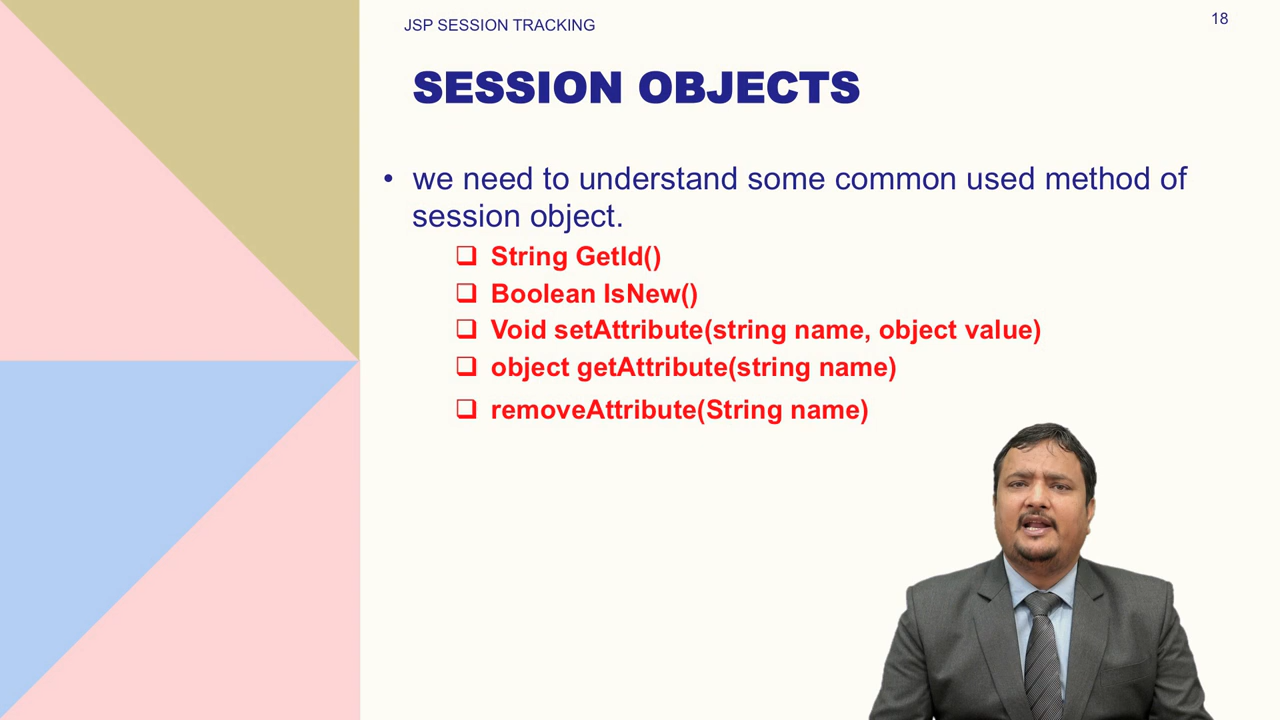 JSP SESSION TRACKING
18
SESSION OBJECTS
• we need to understand some common used method of
session object.
❑ String GetId()
❑ Boolean IsNew()
❑ Void setAttribute(string name, object value)
❑ object getAttribute(string name)
❑ removeAttribute(String name)